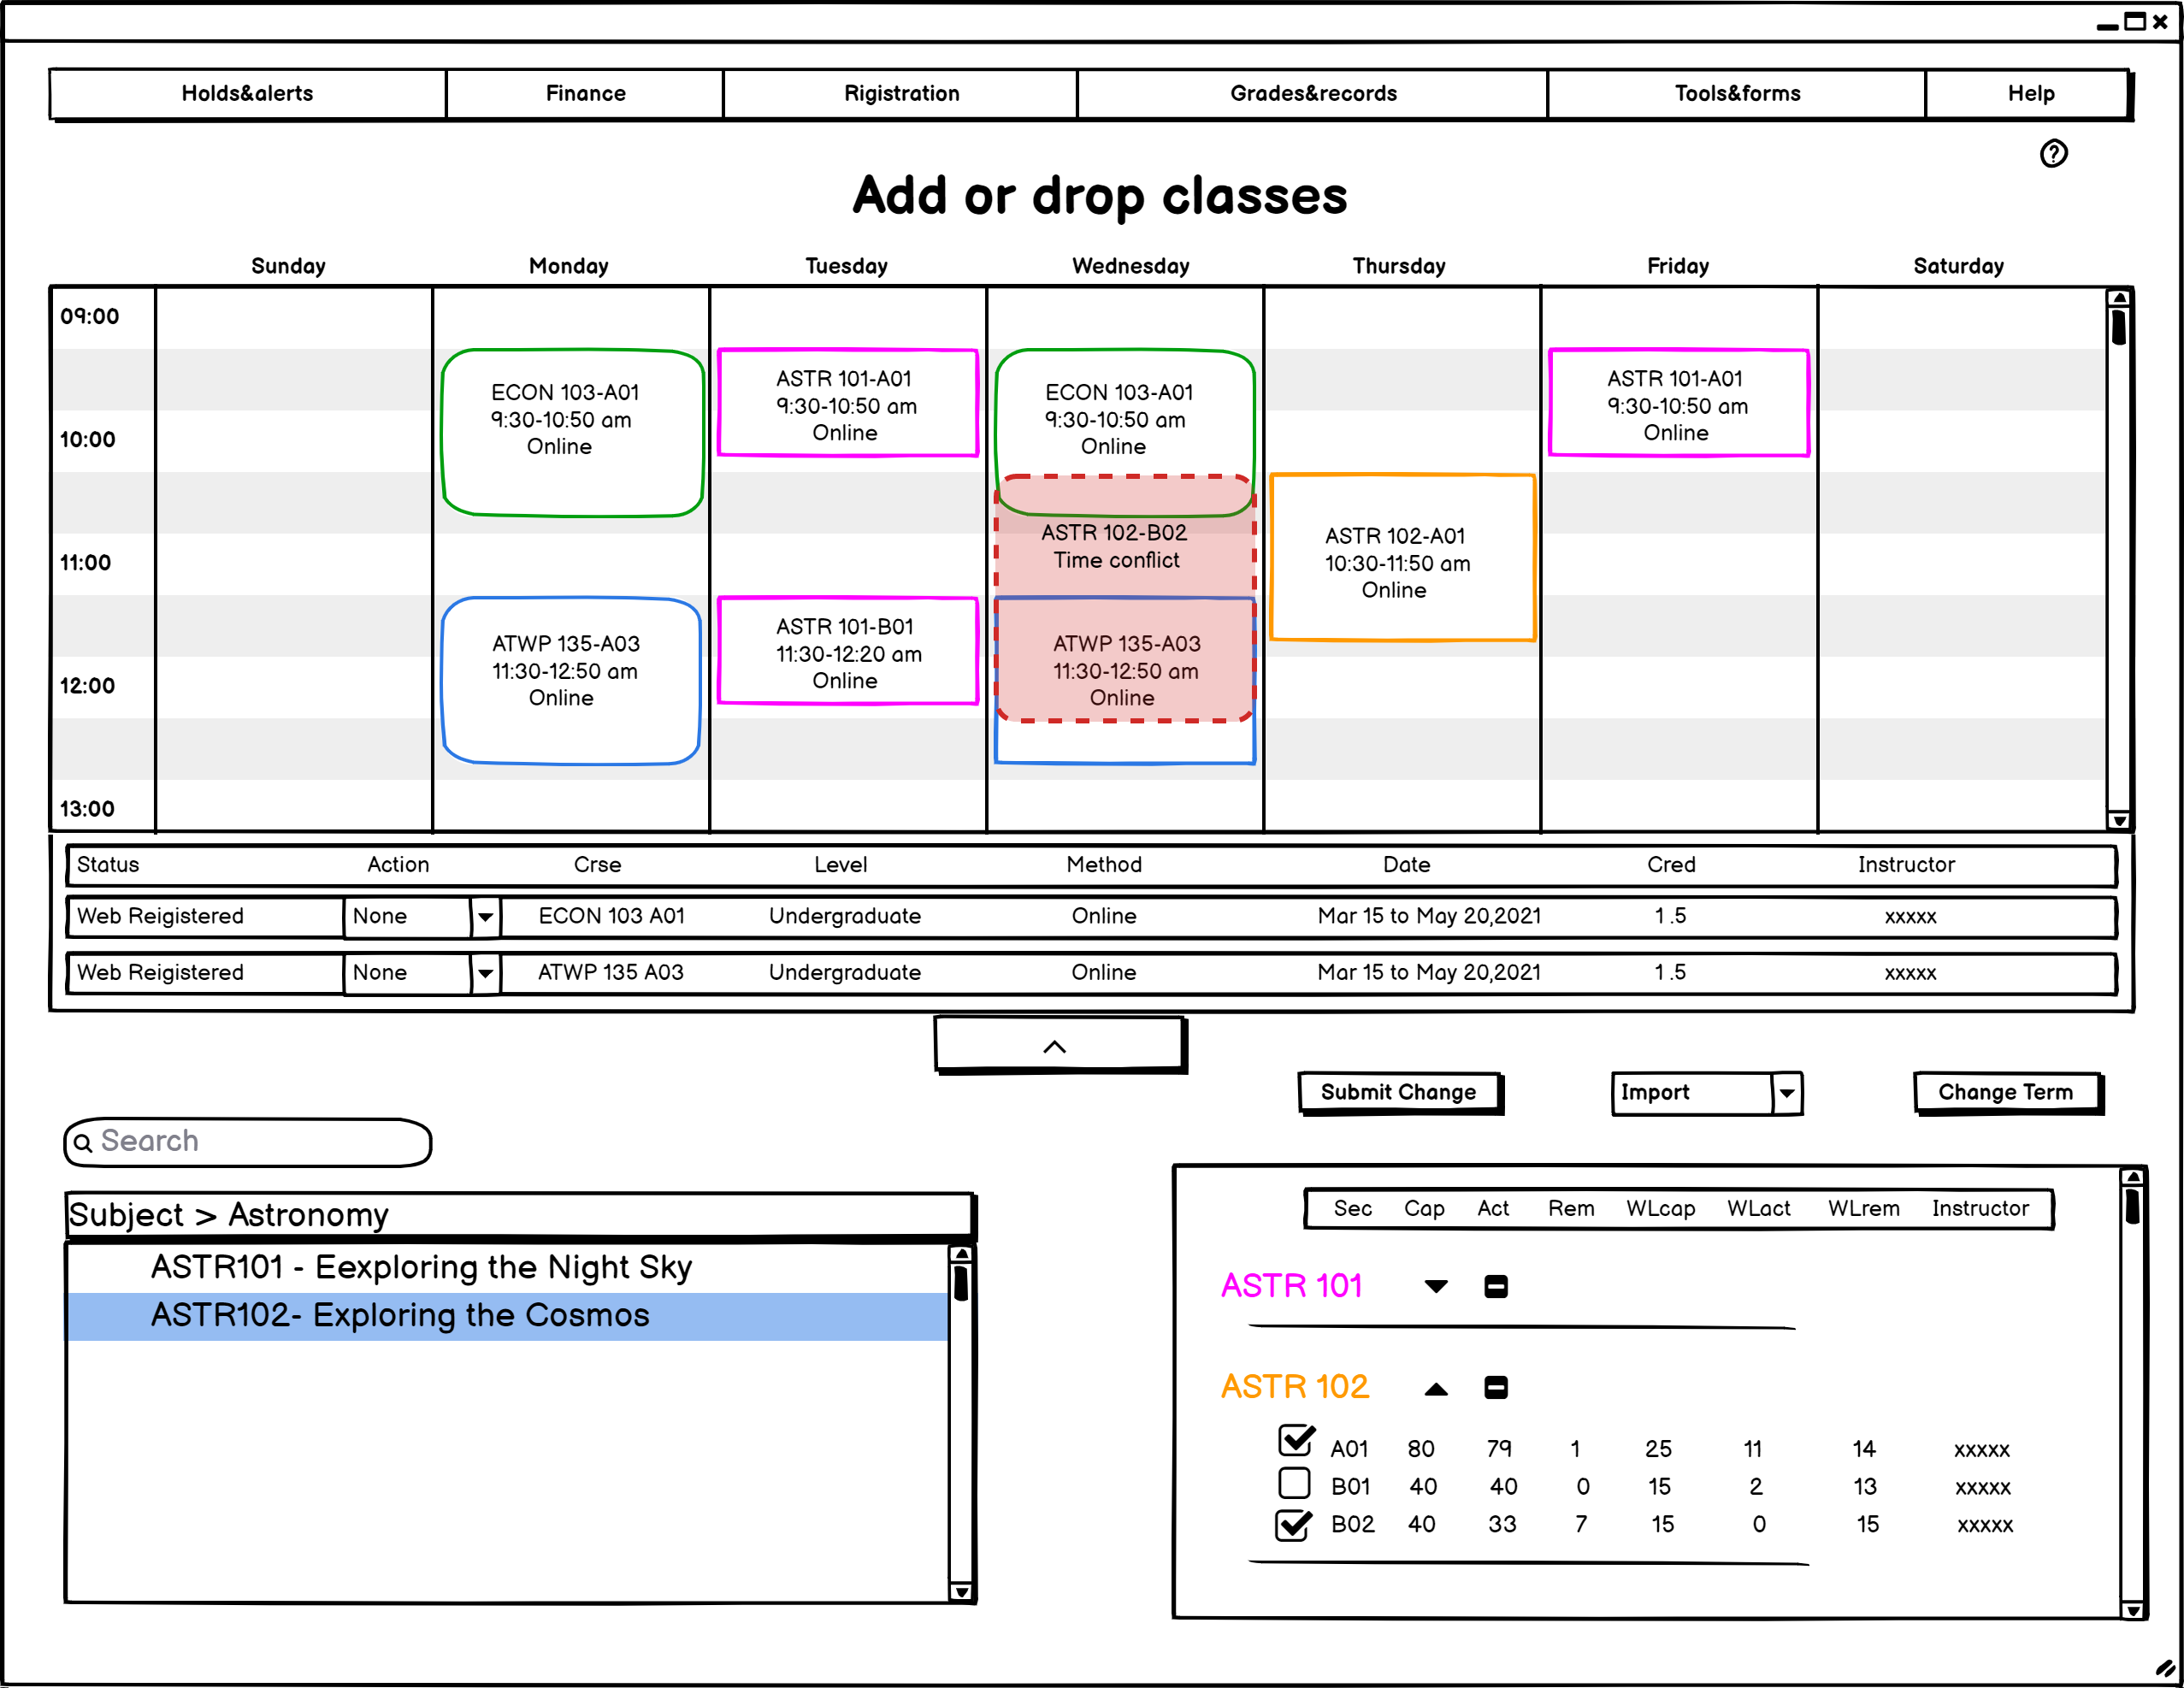 Holds&alerts Finance Rigistration Grades&records Tools&forms Help
?
Add or drop classes
Sunday Monday Tuesday Wednesday Thursday Friday Saturday
09:00
10:00
11:00
12:00
13:00
ECON 103-A01
9:30-10:50 am
Online
ATWP 135-A03
11:30-12:50 am
Online
ASTR 101-A01
9:30-10:50 am
Online
ASTR 101-B01
11:30-12:20 am
Online
ECON 103-A01
9:30-10:50 am
Online
ASTR 102-B02
Time conflict
ATWP 135-A03
11:30-12:50 am
Online
ASTR 102-A01
10:30-11:50 am
Online
ASTR 101-A01
9:30-10:50 am
Online
Status Action Crse Level Method Date Cred Instructor
Web Reigistered None ECON 103 A01 Undergraduate Online Mar 15 to May 20,2021 1.5 xxxxx
Web Reigistered None ATWP 135 A03 Undergraduate Online Mar 15 to May 20,2021 1.5 xxxxx
Submit Change Import Change Term
Search
Subject > Astronomy
ASTR101 - Eexploring the Night Sky
ASTR102- Exploring the Cosmos
Sec Cap Act Rem WLcap WLact WLrem Instructor
ASTR 101
ASTR 102
A01 80 79 1 25 11 14 xxxxx
B01 40 40 0 15 2 13 xxxxx
B02 40 33 7 15 0 15 xxxxx